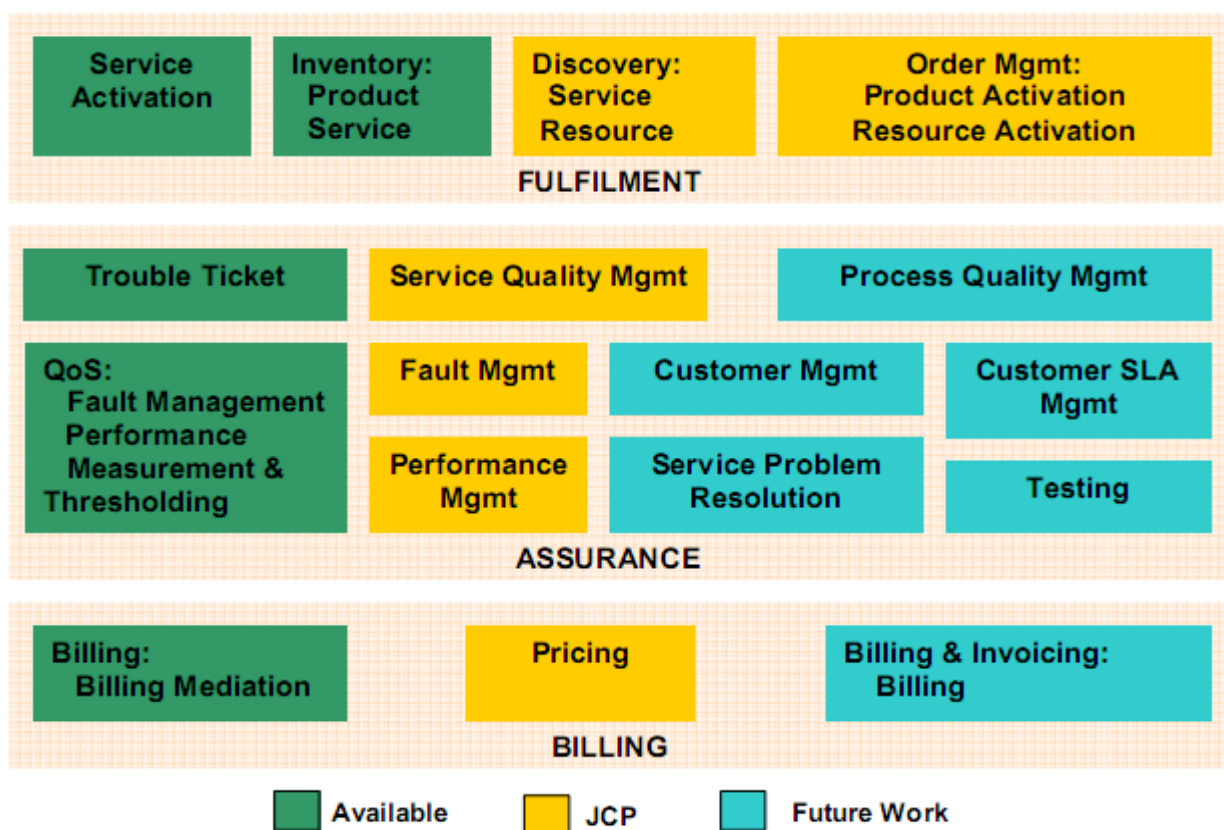 Service
Activation
Inventory:
Product
Service
Discovery:
Service
Resource
Order Mgmt:
Product Activation
Resource Activation
FULFILMENT
Trouble Ticket
Service Quality Mgmt
Process Quality Mgmt
QoS:
Fault Management
Performance
Measurement &
Thresholding
Fault Mgmt
Customer Mgmt
Customer SLA
Mgmt
Performance
Mgmt
Service Problem
Resolution
Testing
ASSURANCE
Billing:
Billing Mediation
Pricing
Billing & Invoicing:
Billing
BILLING
Available
JCP
Future Work